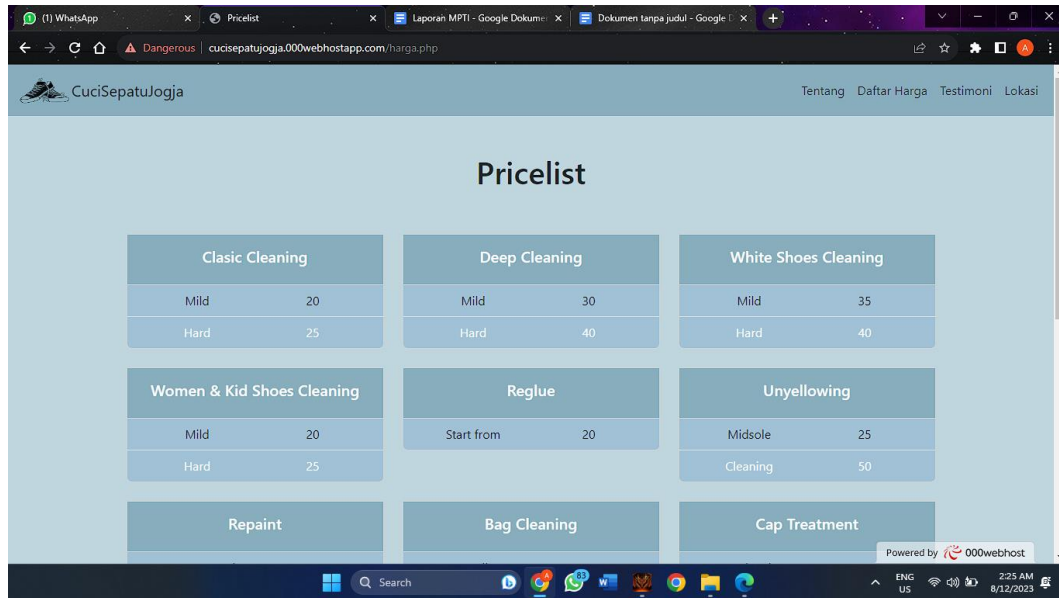 (1) WhatsApp
Pricelist
Laporan MPTI - Google Dokumen
Dokumen tanpa judul - Google D
Dangerous cucisepatujogja.000webhostapp.com/harga.php
A
CuciSepatuJogja
Tentang Daftar Harga Testimoni Lokasi
Pricelist
Clasic Cleaning
Mild 20
Hard 25
Deep Cleaning
Mild 30
Hard 40
White Shoes Cleaning
Mild 35
Hard 40
Women & Kid Shoes Cleaning
Mild 20
Hard 25
Reglue
Start from 20
Unyellowing
Midsole 25
Cleaning 50
Repaint
Bag Cleaning
Cap Treatment
Powered by 000webhost
Search
83
ENG
US
2:25 AM
8/12/2023